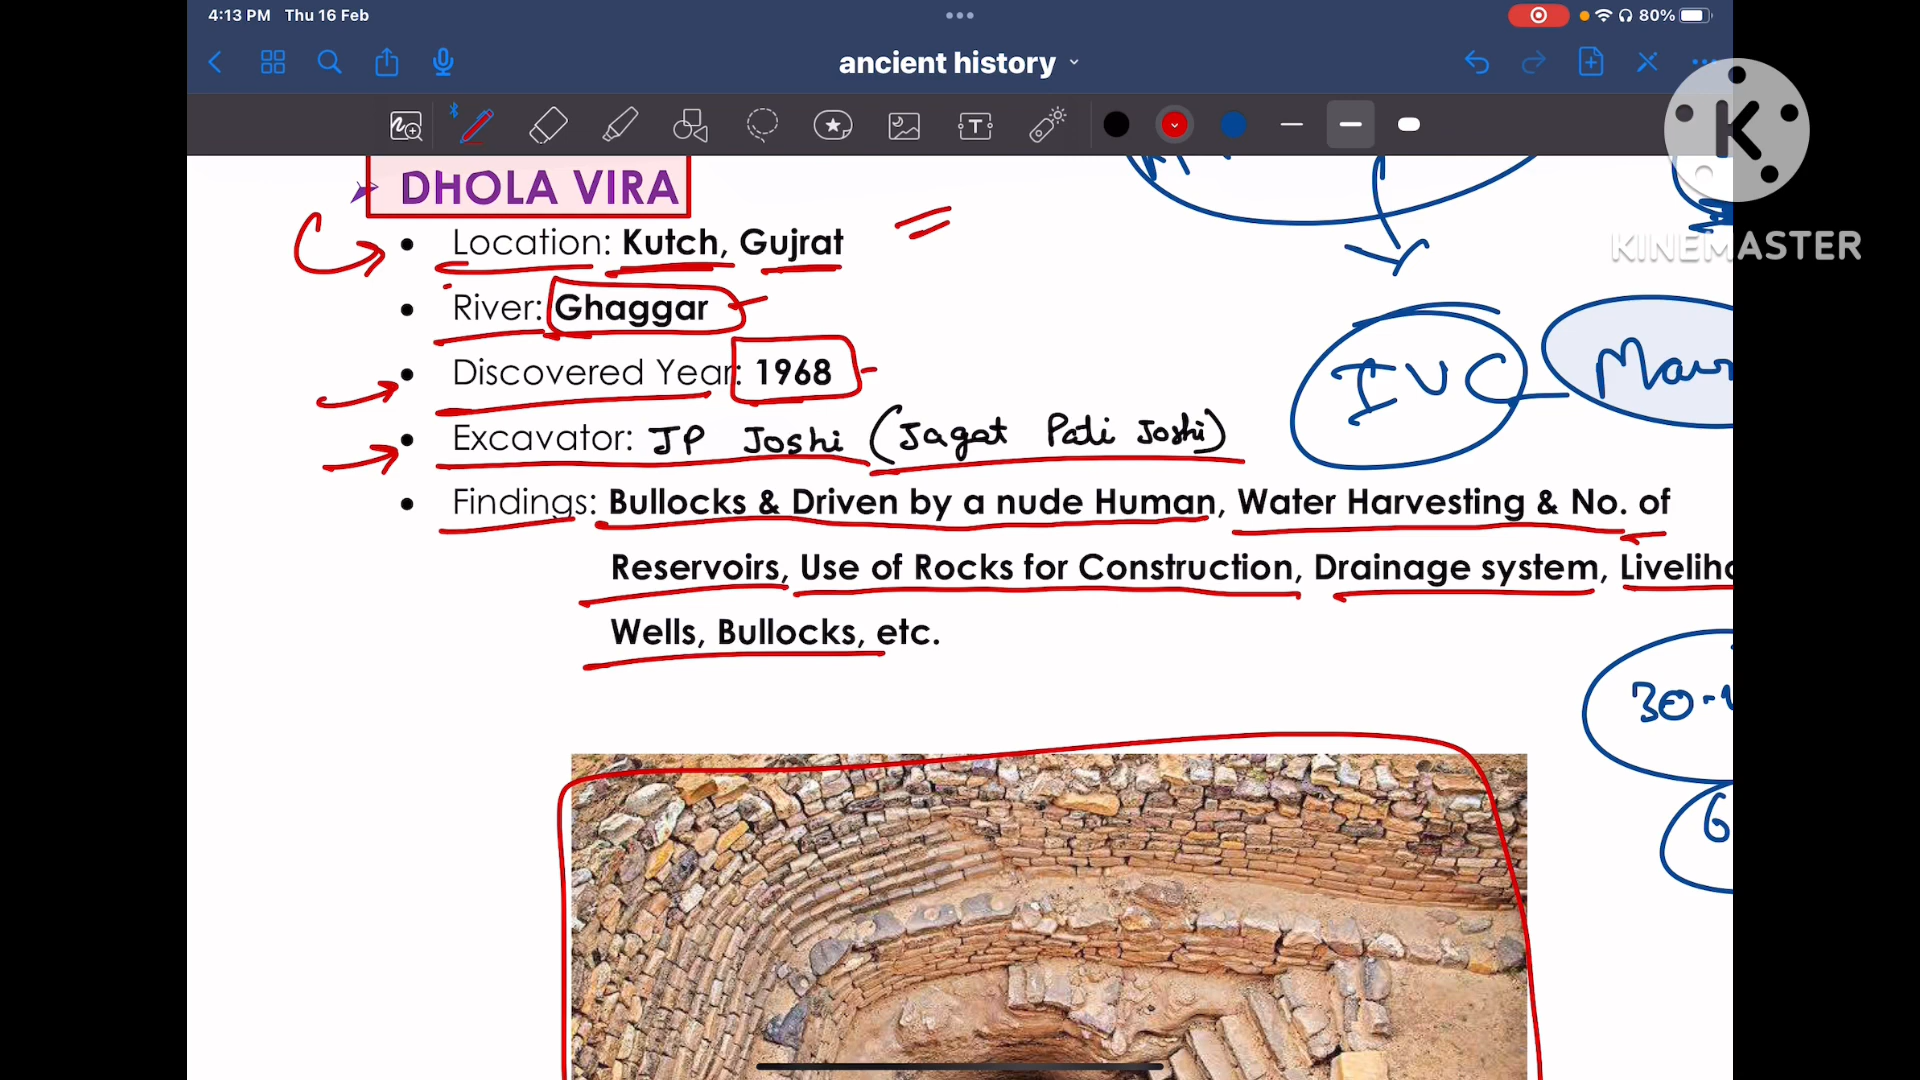 4:13 PM Thu 16 Feb
80%
ancient history
KINEMASTER
DHOLA VIRA
Location: Kutch, Gujrat
River: Ghaggar
Discovered Year: 1968
IVC
Excavator: JP Joshi (Jagat Pati Joshi)
Findings: Bullocks & Driven by a nude Human, Water Harvesting & No. of
Reservoirs, Use of Rocks for Construction, Drainage system,
Wells, Bullocks, etc.